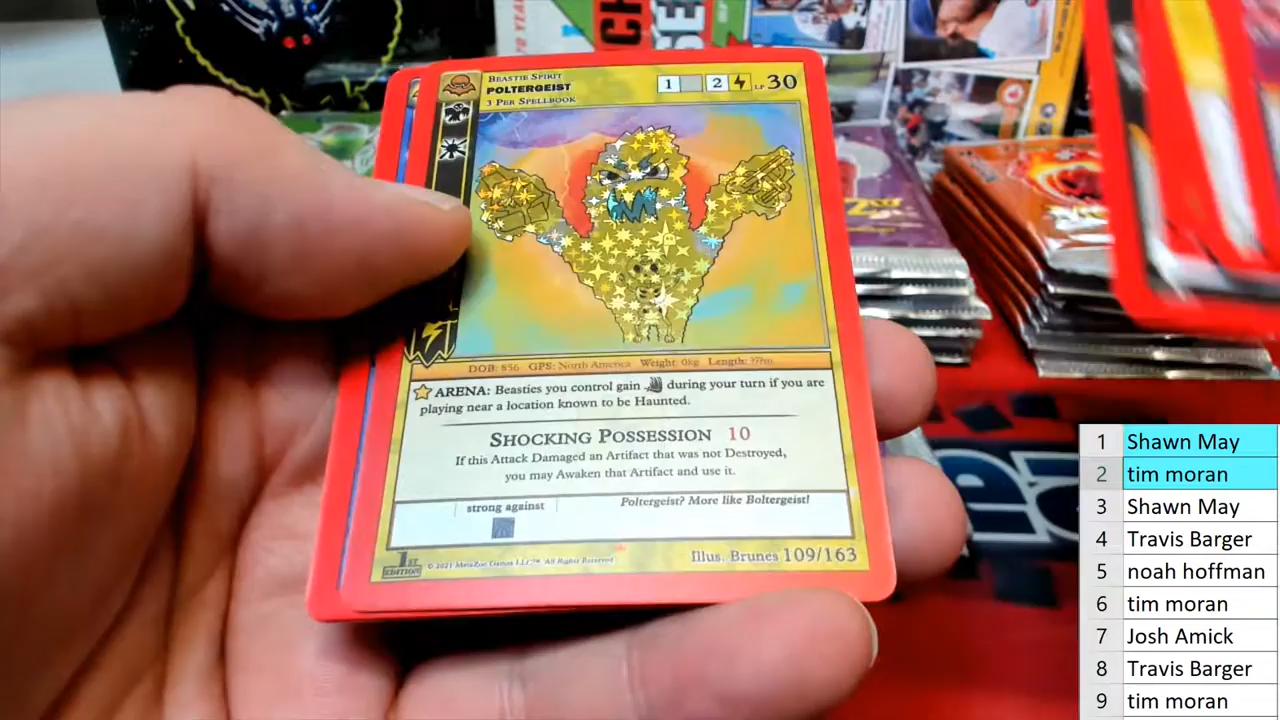 BEASTIE SPIRIT
POLTERGEIST
3 PER SPELLBOOK
1 2 LP 30
DOB: 856 GPS: North America Weight: 0kg Length: ???m
ARENA: Beasties you control gain during your turn if you are
playing near a location known to be Haunted.
SHOCKING POSSESSION 10
If this Attack Damaged an Artifact that was not Destroyed,
you may Awaken that Artifact and use it.
strong against
Poltergeist? More like Boltergeist!
1ST EDITION
© 2021 MetaZoo Games LLC™ All Rights Reserved
Illus. Brunes 109/163
1 Shawn May
2 tim moran
3 Shawn May
4 Travis Barger
5 noah hoffman
6 tim moran
7 Josh Amick
8 Travis Barger
9 tim moran